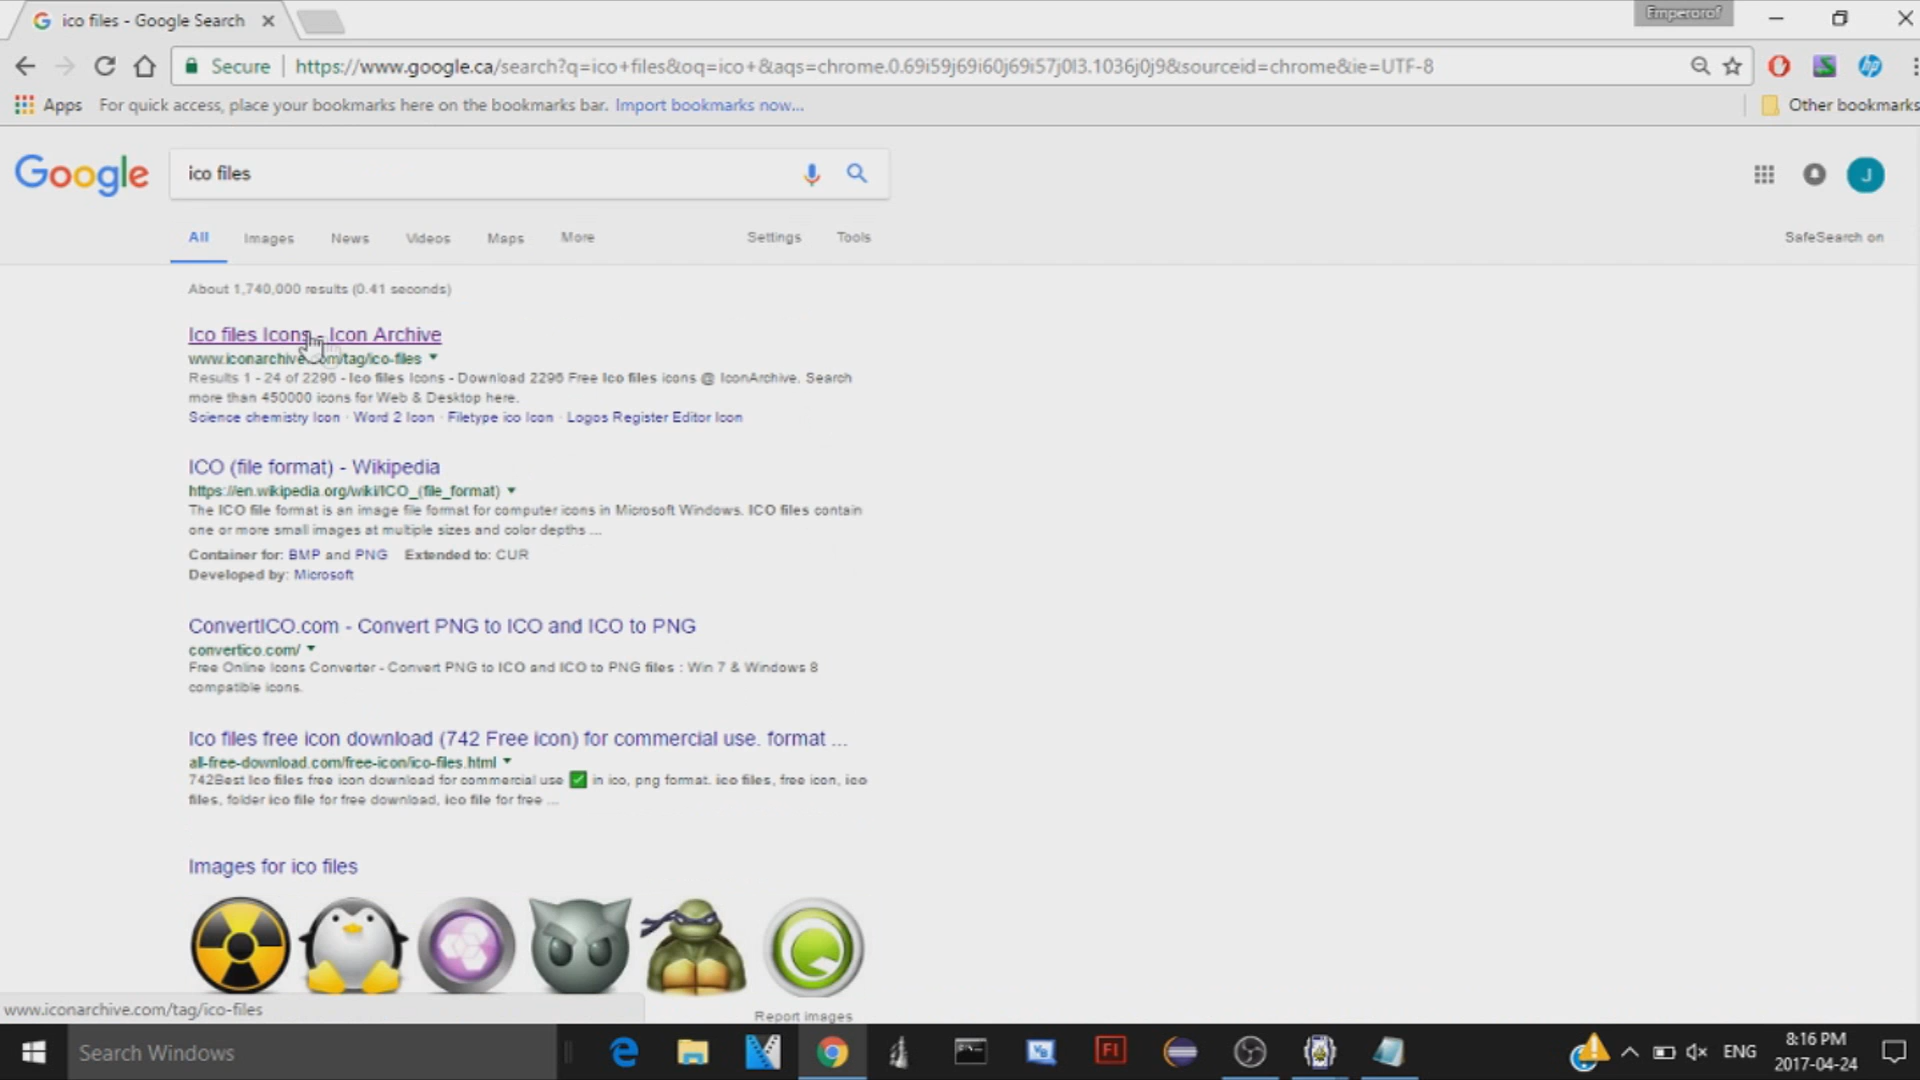 ico files - Google Search
Emperorof
Secure | https://www.google.ca/search?q=ico+files&oq=ico+&aqs=chrome.0.69i59j69i60j69i57j0l3.1036j0j9&sourceid=chrome&ie=UTF-8
Apps For quick access, place your bookmarks here on the bookmarks bar. Import bookmarks now... Other bookmarks
Google ico files J
All Images News Videos Maps More Settings Tools SafeSearch on
About 1,740,000 results (0.41 seconds)
Ico files Icons - Icon Archive
www.iconarchive.com/tag/ico-files
Results 1 - 24 of 2296 - Ico files Icons - Download 2296 Free Ico files icons @ IconArchive. Search
more than 450000 icons for Web & Desktop here.
Science chemistry Icon · Word 2 Icon · Filetype ico Icon · Logos Register Editor Icon
ICO (file format) - Wikipedia
https://en.wikipedia.org/wiki/ICO_(file_format)
The ICO file format is an image file format for computer icons in Microsoft Windows. ICO files contain
one or more small images at multiple sizes and color depths ...
Container for: BMP and PNG Extended to: CUR
Developed by: Microsoft
ConvertICO.com - Convert PNG to ICO and ICO to PNG
convertico.com/
Free Online Icons Converter - Convert PNG to ICO and ICO to PNG files : Win 7 & Windows 8
compatible icons.
Ico files free icon download (742 Free icon) for commercial use. format ...
all-free-download.com/free-icon/ico-files.html
742Best Ico files free icon download for commercial use ✅ in ico, png format. ico files, free icon, ico
files, folder ico file for free download, ico file for free ...
Images for ico files
www.iconarchive.com/tag/ico-files
Report images
Search Windows
ENG
8:16 PM
2017-04-24